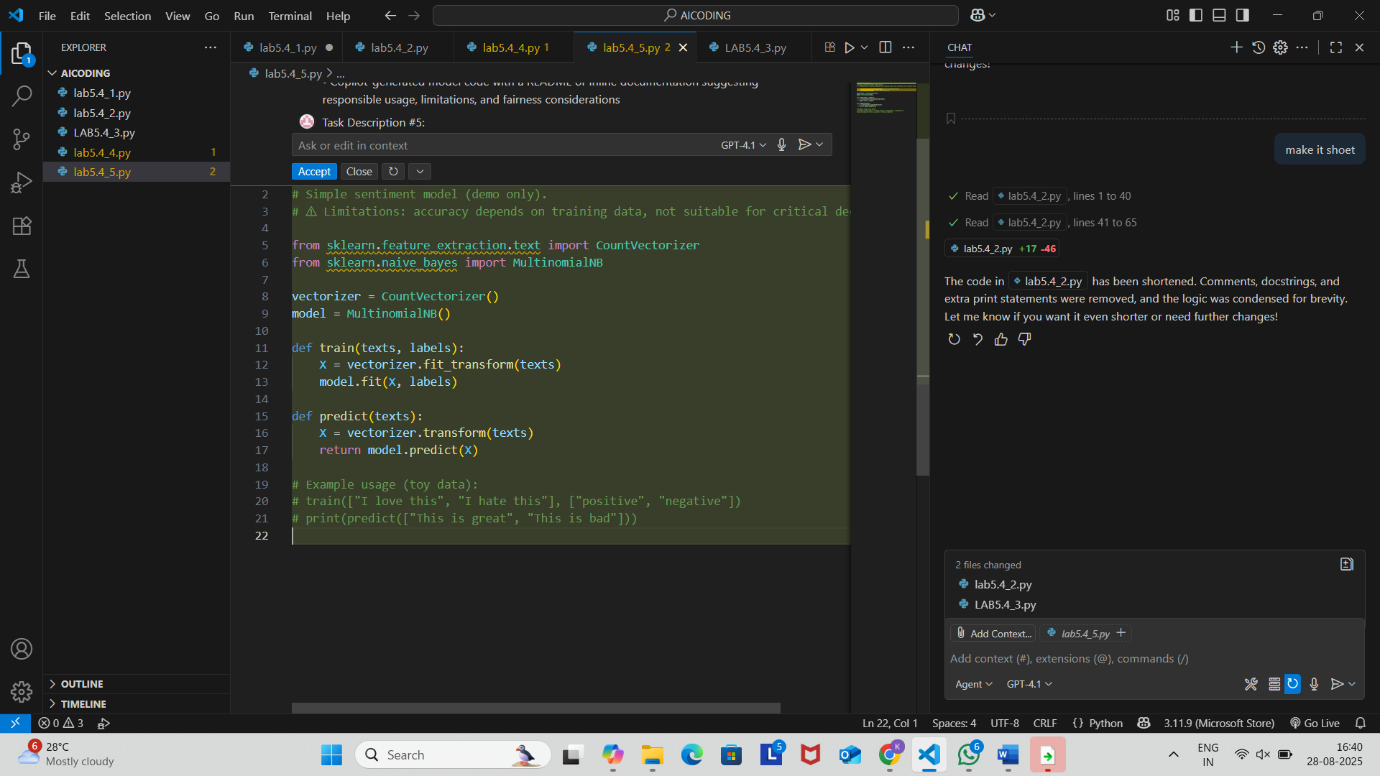 File Edit Selection View Go Run Terminal Help
AICODING
EXPLORER
AICODING
lab5.4_1.py
lab5.4_2.py
LAB5.4_3.py
lab5.4_4.py 1
lab5.4_5.py 2
OUTLINE
TIMELINE
lab5.4_1.py
lab5.4_2.py
lab5.4_4.py 1
lab5.4_5.py 2
LAB5.4_3.py
lab5.4_5.py > ...
• Copilot-generated model code with a README or inline documentation suggesting
responsible usage, limitations, and fairness considerations
Task Description #5:
Ask or edit in context
GPT-4.1
Accept Close
2 # Simple sentiment model (demo only).
3 # ⚠ Limitations: accuracy depends on training data, not suitable for critical de
4
5 from sklearn.feature_extraction.text import CountVectorizer
6 from sklearn.naive_bayes import MultinomialNB
7
8 vectorizer = CountVectorizer()
9 model = MultinomialNB()
10
11 def train(texts, labels):
12     X = vectorizer.fit_transform(texts)
13     model.fit(X, labels)
14
15 def predict(texts):
16     X = vectorizer.transform(texts)
17     return model.predict(X)
18
19 # Example usage (toy data):
20 # train(["I love this", "I hate this"], ["positive", "negative"])
21 # print(predict(["This is great", "This is bad"]))
22
CHAT
changes!
make it shoet
Read lab5.4_2.py , lines 1 to 40
Read lab5.4_2.py , lines 41 to 65
lab5.4_2.py +17 -46
The code in lab5.4_2.py has been shortened. Comments, docstrings, and
extra print statements were removed, and the logic was condensed for brevity.
Let me know if you want it even shorter or need further changes!
2 files changed
lab5.4_2.py
LAB5.4_3.py
Add Context... lab5.4_5.py
Add context (#), extensions (@), commands (/)
Agent GPT-4.1
0 3
Ln 22, Col 1 Spaces: 4 UTF-8 CRLF {} Python 3.11.9 (Microsoft Store) Go Live
6 28°C
Mostly cloudy
Search
L 5
K
6
W
ENG
IN
16:40
28-08-2025